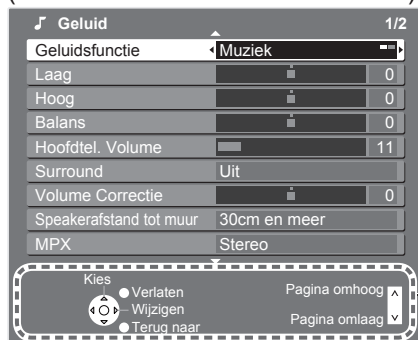 Geluid 1/2
Geluidsfunctie Muziek
Laag 0
Hoog 0
Balans 0
Hoofdtel. Volume 11
Surround Uit
Volume Correctie 0
Speakerafstand tot muur 30cm en meer
MPX Stereo
Kies
Verlaten
Wijzigen
Terug naar
Pagina omhoog
Pagina omlaag